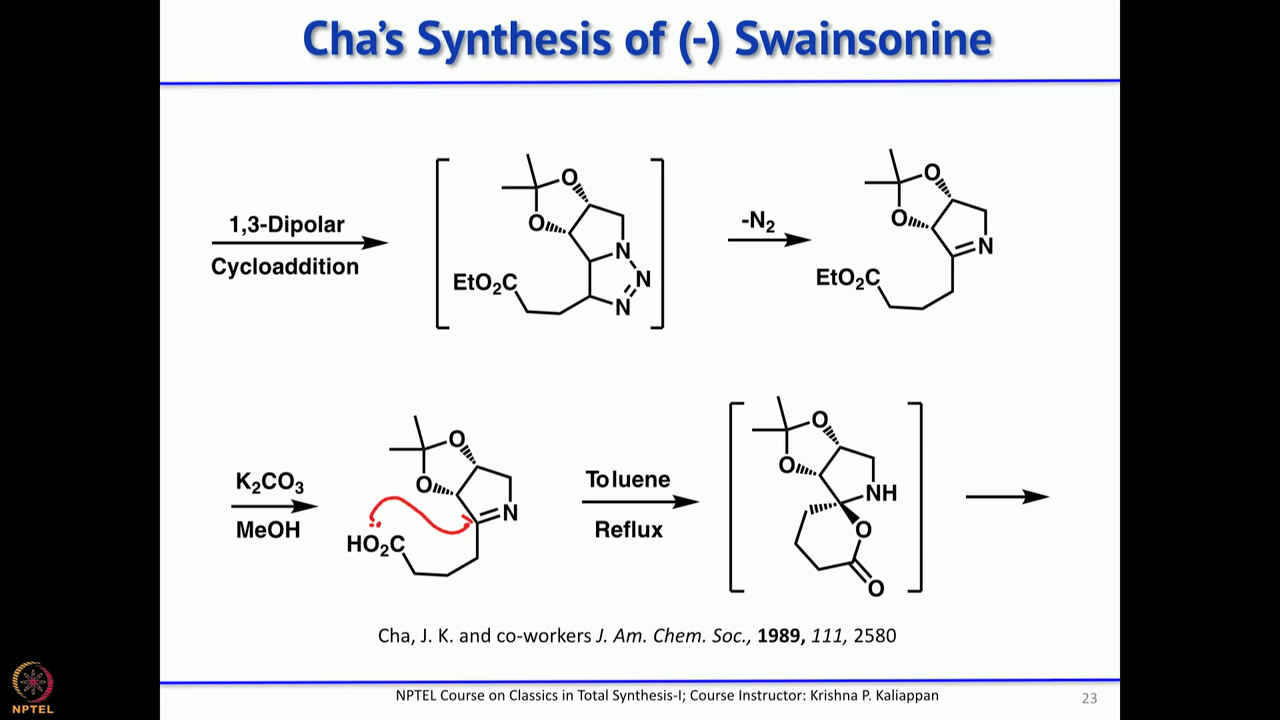 Cha's Synthesis of (-) Swainsonine
1,3-Dipolar
Cycloaddition
O
O
N
N
N
EtO2C
-N2
O
O
N
EtO2C
K2CO3
MeOH
O
O
N
HO2C
Toluene
Reflux
O
O
NH
O
O
Cha, J. K. and co-workers J. Am. Chem. Soc., 1989, 111, 2580
NPTEL Course on Classics in Total Synthesis-I; Course Instructor: Krishna P. Kaliappan
23
NPTEL